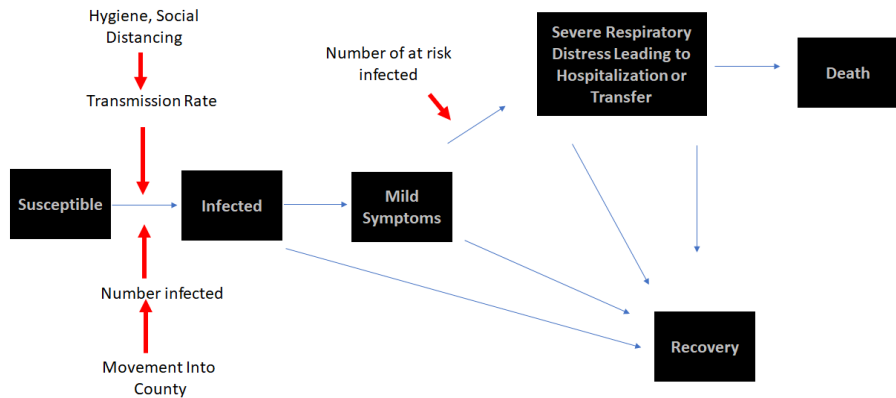 Hygiene, Social
Distancing
Transmission Rate
Number of at risk
infected
Severe Respiratory
Distress Leading to
Hospitalization or
Transfer
Death
Susceptible
Infected
Mild
Symptoms
Number infected
Movement Into
County
Recovery